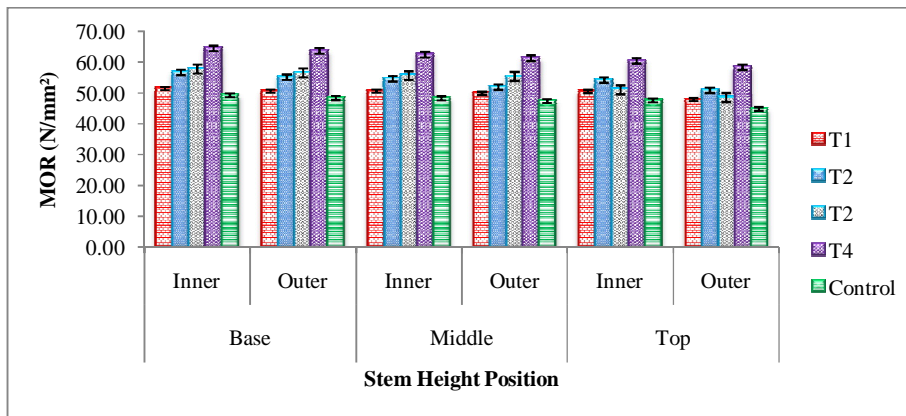 MOR (N/mm²)
70.00
60.00
50.00
40.00
30.00
20.00
10.00
0.00
Inner Outer Inner Outer Inner Outer
Base Middle Top
Stem Height Position
T1
T2
T2
T4
Control